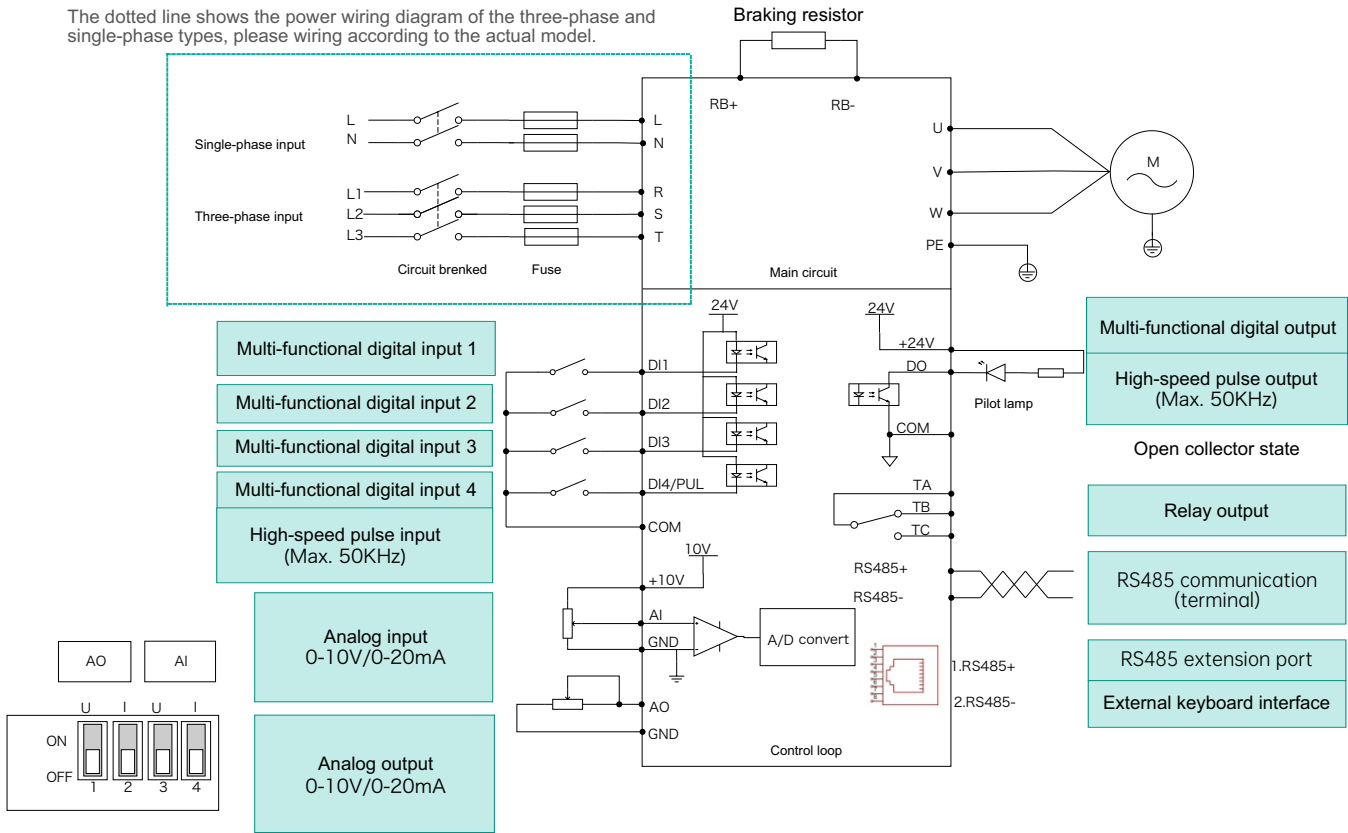 The dotted line shows the power wiring diagram of the three-phase and
single-phase types, please wiring according to the actual model.
Braking resistor
RB+
RB-
L
N
Single-phase input
L
N
L1
L2
L3
Three-phase input
R
S
T
Circuit brenked
Fuse
U
V
W
PE
M
Main circuit
Multi-functional digital input 1
Multi-functional digital input 2
Multi-functional digital input 3
Multi-functional digital input 4
High-speed pulse input
(Max. 50KHz)
24V
DI1
DI2
DI3
DI4/PUL
COM
24V
+24V
DO
COM
Pilot lamp
Multi-functional digital output
High-speed pulse output
(Max. 50KHz)
Open collector state
TA
TB
TC
Relay output
RS485+
RS485-
RS485 communication
(terminal)
10V
+10V
AI
GND
A/D convert
Analog input
0-10V/0-20mA
1.RS485+
2.RS485-
RS485 extension port
External keyboard interface
AO
GND
Control loop
Analog output
0-10V/0-20mA
AO
AI
U
I
U
I
ON
OFF
1
2
3
4